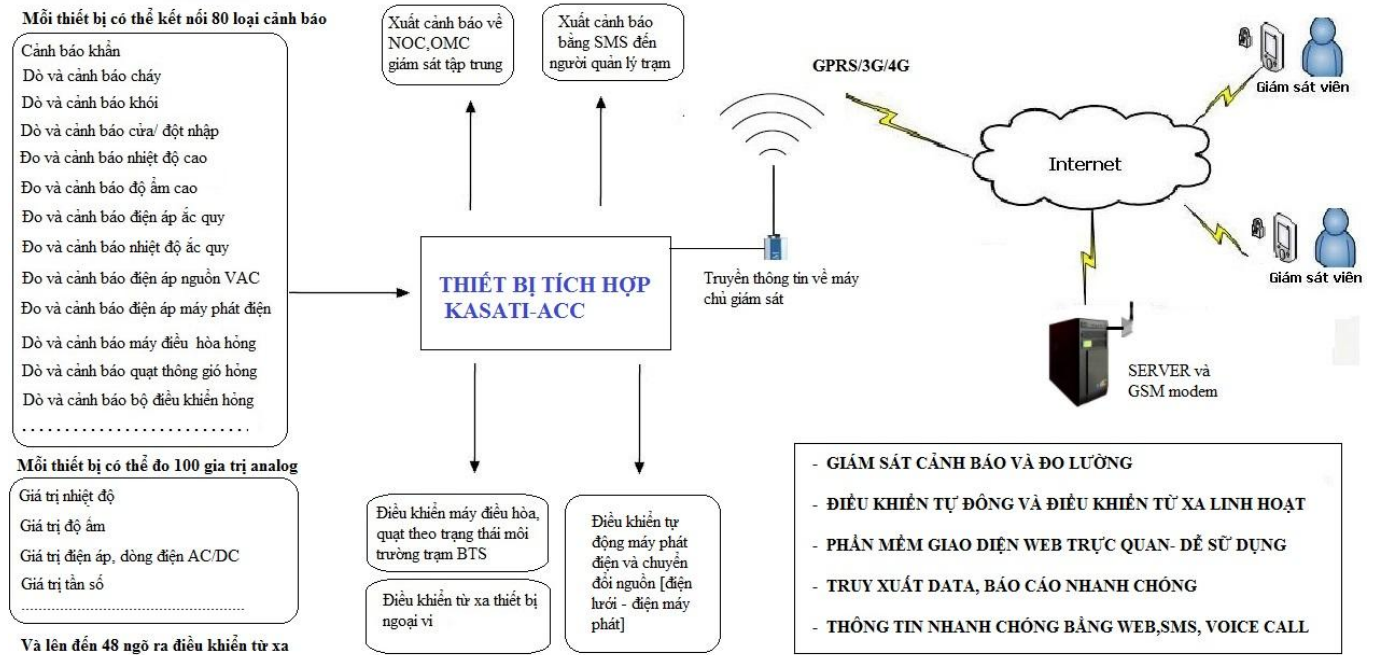 Mỗi thiết bị có thể kết nối 80 loại cảnh báo
Cảnh báo khẩn
Dò và cảnh báo cháy
Dò và cảnh báo khói
Dò và cảnh báo cửa/ đột nhập
Đo và cảnh báo nhiệt độ cao
Đo và cảnh báo độ ẩm cao
Đo và cảnh báo điện áp ắc quy
Đo và cảnh báo nhiệt độ ắc quy
Đo và cảnh báo điện áp nguồn VAC
Đo và cảnh báo điện áp máy phát điện
Dò và cảnh báo máy điều hòa hỏng
Dò và cảnh báo quạt thông gió hỏng
Dò và cảnh báo bộ điều khiển hỏng
Mỗi thiết bị có thể đo 100 gia trị analog
Giá trị nhiệt độ
Giá trị độ ẩm
Giá trị điện áp, dòng điện AC/DC
Giá trị tần số
Và lên đến 48 ngõ ra điều khiển từ xa
Xuất cảnh báo về
NOC,OMC
giám sát tập trung
Xuất cảnh báo
bằng SMS đến
người quản lý trạm
THIẾT BỊ TÍCH HỢP
KASATI-ACC
Truyền thông tin về máy
chủ giám sát
GPRS/3G/4G
Internet
Giám sát viên
Giám sát viên
SERVER và
GSM modem
Điều khiển máy điều hòa,
quạt theo trạng thái môi
trường trạm BTS
Điều khiển từ xa thiết bị
ngoại vi
Điều khiển tự
động máy phát
điện và chuyển
đổi nguồn [điện
lưới - điện máy
phát]
- GIÁM SÁT CẢNH BÁO VÀ ĐO LƯỜNG
- ĐIỀU KHIỂN TỰ ĐÔNG VÀ ĐIỀU KHIỂN TỪ XA LINH HOẠT
- PHẦN MỀM GIAO DIỆN WEB TRỰC QUAN- DỄ SỮ DỤNG
- TRUY XUẤT DATA, BÁO CÁO NHANH CHÓNG
- THÔNG TIN NHANH CHÓNG BẰNG WEB,SMS, VOICE CALL